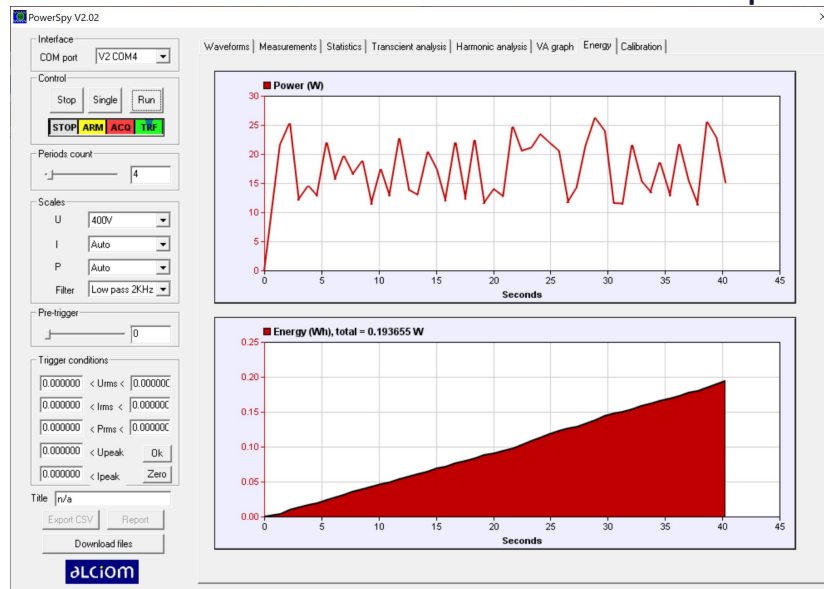 PowerSpy V2.02
Interface
COM port V2 COM4
Control
Stop Single Run
STOP ARM ACQ TRF
Periods count
4
Scales
U 400V
I Auto
P Auto
Filter Low pass 2KHz
Pre-trigger
0
Trigger conditions
0.000000 < Urms < 0.000000
0.000000 < Irms < 0.000000
0.000000 < Prms < 0.000000
0.000000 < Upeak Ok
0.000000 < Ipeak Zero
Title n/a
Export CSV Report
Download files
aLciom
Waveforms Measurements Statistics Transcient analysis Harmonic analysis VA graph Energy Calibration
Power (W)
30
25
20
15
10
5
0
0 5 10 15 20 25 30 35 40 45
Seconds
Energy (Wh), total = 0.193655 W
0.25
0.20
0.15
0.10
0.05
0.00
0 5 10 15 20 25 30 35 40 45
Seconds